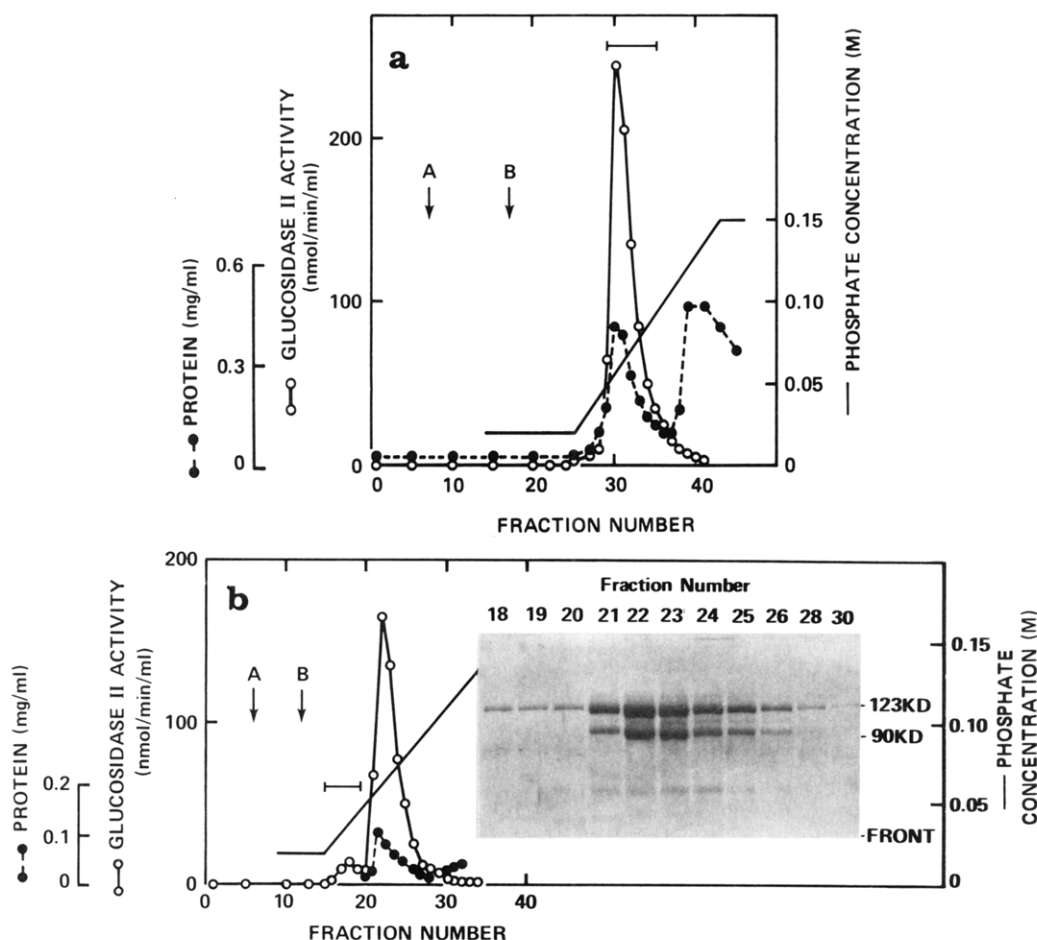 a
A
B
200
100
0
0.6
0.3
0
PROTEIN (mg/ml)
GLUCOSIDASE II ACTIVITY
(nmol/min/ml)
0.15
0.10
0.05
0
PHOSPHATE CONCENTRATION (M)
0 10 20 30 40
FRACTION NUMBER
b
A
B
200
100
0
0.2
0.1
0
PROTEIN (mg/ml)
GLUCOSIDASE II ACTIVITY
(nmol/min/ml)
Fraction Number
18 19 20 21 22 23 24 25 26 28 30
-123KD
-90KD
-FRONT
0.15
0.10
0.05
0
PHOSPHATE
CONCENTRATION (M)
0 10 20 30 40
FRACTION NUMBER